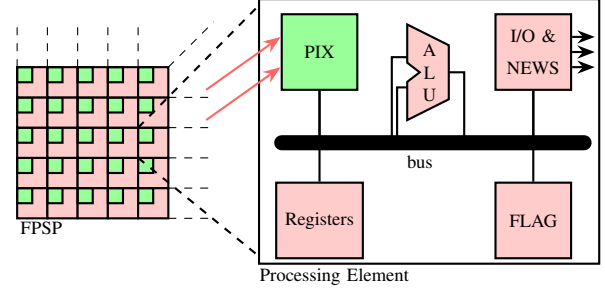 PIX
A
L
U
I/O &
NEWS
bus
Registers
FLAG
FPSP
Processing Element